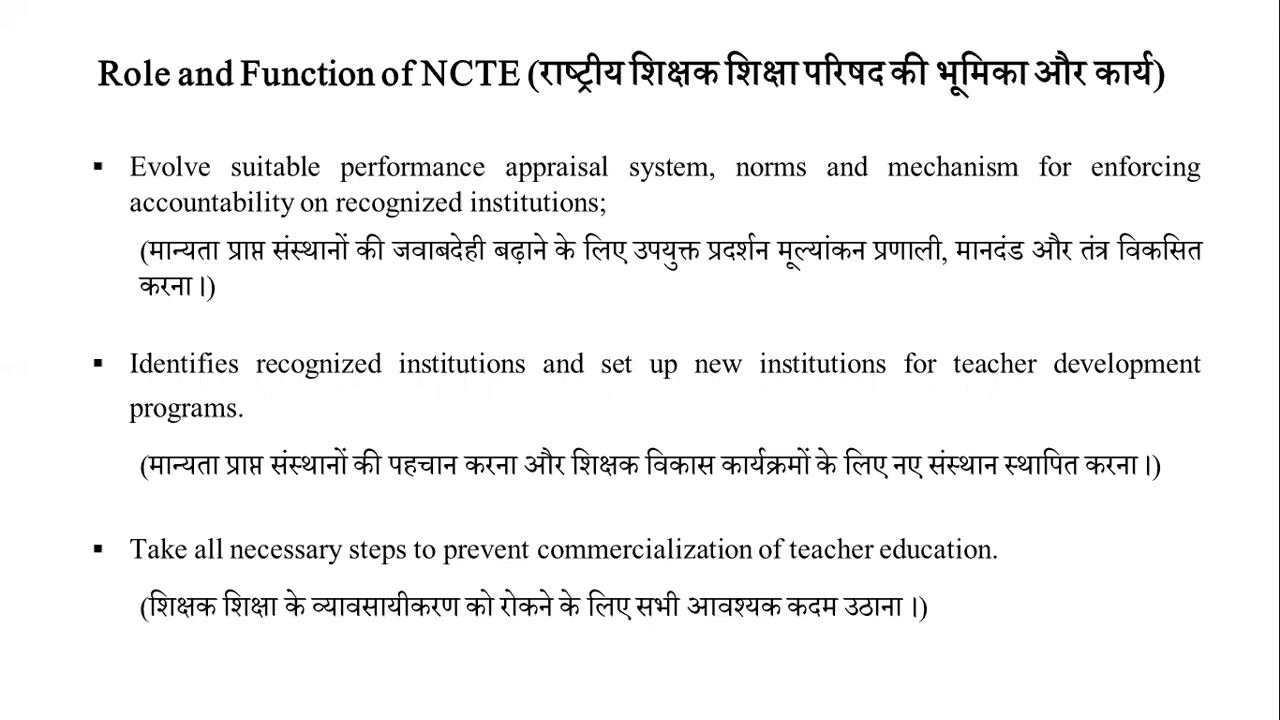 Role and Function of NCTE (राष्ट्रीय शिक्षक शिक्षा परिषद की भूमिका और कार्य)
▪ Evolve suitable performance appraisal system, norms and mechanism for enforcing
accountability on recognized institutions;
(मान्यता प्राप्त संस्थानों की जवाबदेही बढ़ाने के लिए उपयुक्त प्रदर्शन मूल्यांकन प्रणाली, मानदंड और तंत्र विकसित
करना।)
▪ Identifies recognized institutions and set up new institutions for teacher development
programs.
(मान्यता प्राप्त संस्थानों की पहचान करना और शिक्षक विकास कार्यक्रमों के लिए नए संस्थान स्थापित करना।)
▪ Take all necessary steps to prevent commercialization of teacher education.
(शिक्षक शिक्षा के व्यावसायीकरण को रोकने के लिए सभी आवश्यक कदम उठाना।)